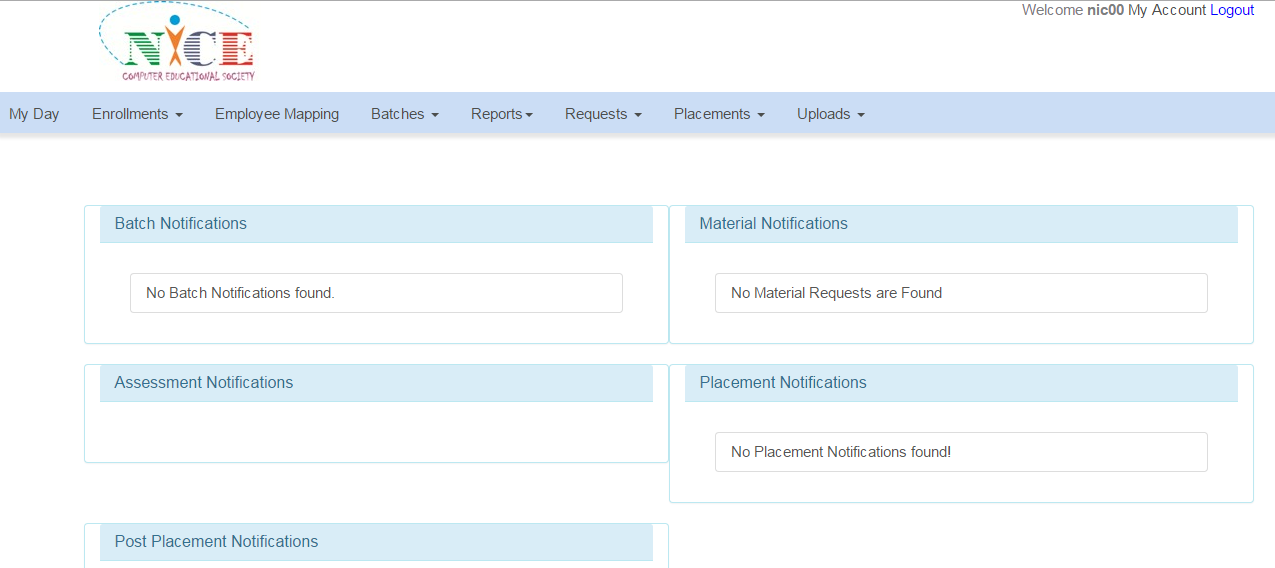 Welcome nic00 My Account Logout
NiCE
COMPUTER EDUCATIONAL SOCIETY
My Day Enrollments Employee Mapping Batches Reports Requests Placements Uploads
Batch Notifications
No Batch Notifications found.
Material Notifications
No Material Requests are Found
Assessment Notifications
Placement Notifications
No Placement Notifications found!
Post Placement Notifications